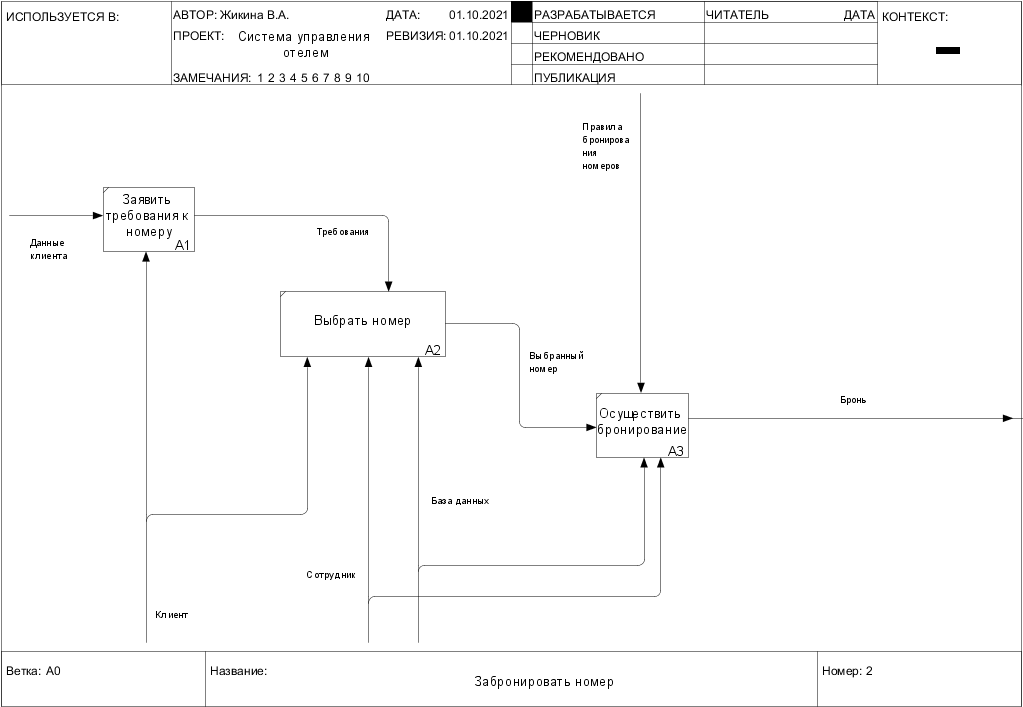 ИСПОЛЬЗУЕТСЯ В:
АВТОР: Жикина В.А.
ДАТА: 01.10.2021
ПРОЕКТ: Система управления
отелем
РЕВИЗИЯ: 01.10.2021
ЗАМЕЧАНИЯ: 1 2 3 4 5 6 7 8 9 10
РАЗРАБАТЫВАЕТСЯ
ЧЕРНОВИК
РЕКОМЕНДОВАНО
ПУБЛИКАЦИЯ
ЧИТАТЕЛЬ
ДАТА
КОНТЕКСТ:
Правила
бронирова
ния
номеров
Заявить
требования к
номеру
A1
Данные
клиента
Требования
Выбрать номер
A2
Выбранный
номер
Осуществить
бронирование
A3
Бронь
База данных
Сотрудник
Клиент
Ветка: A0
Название:
Забронировать номер
Номер: 2